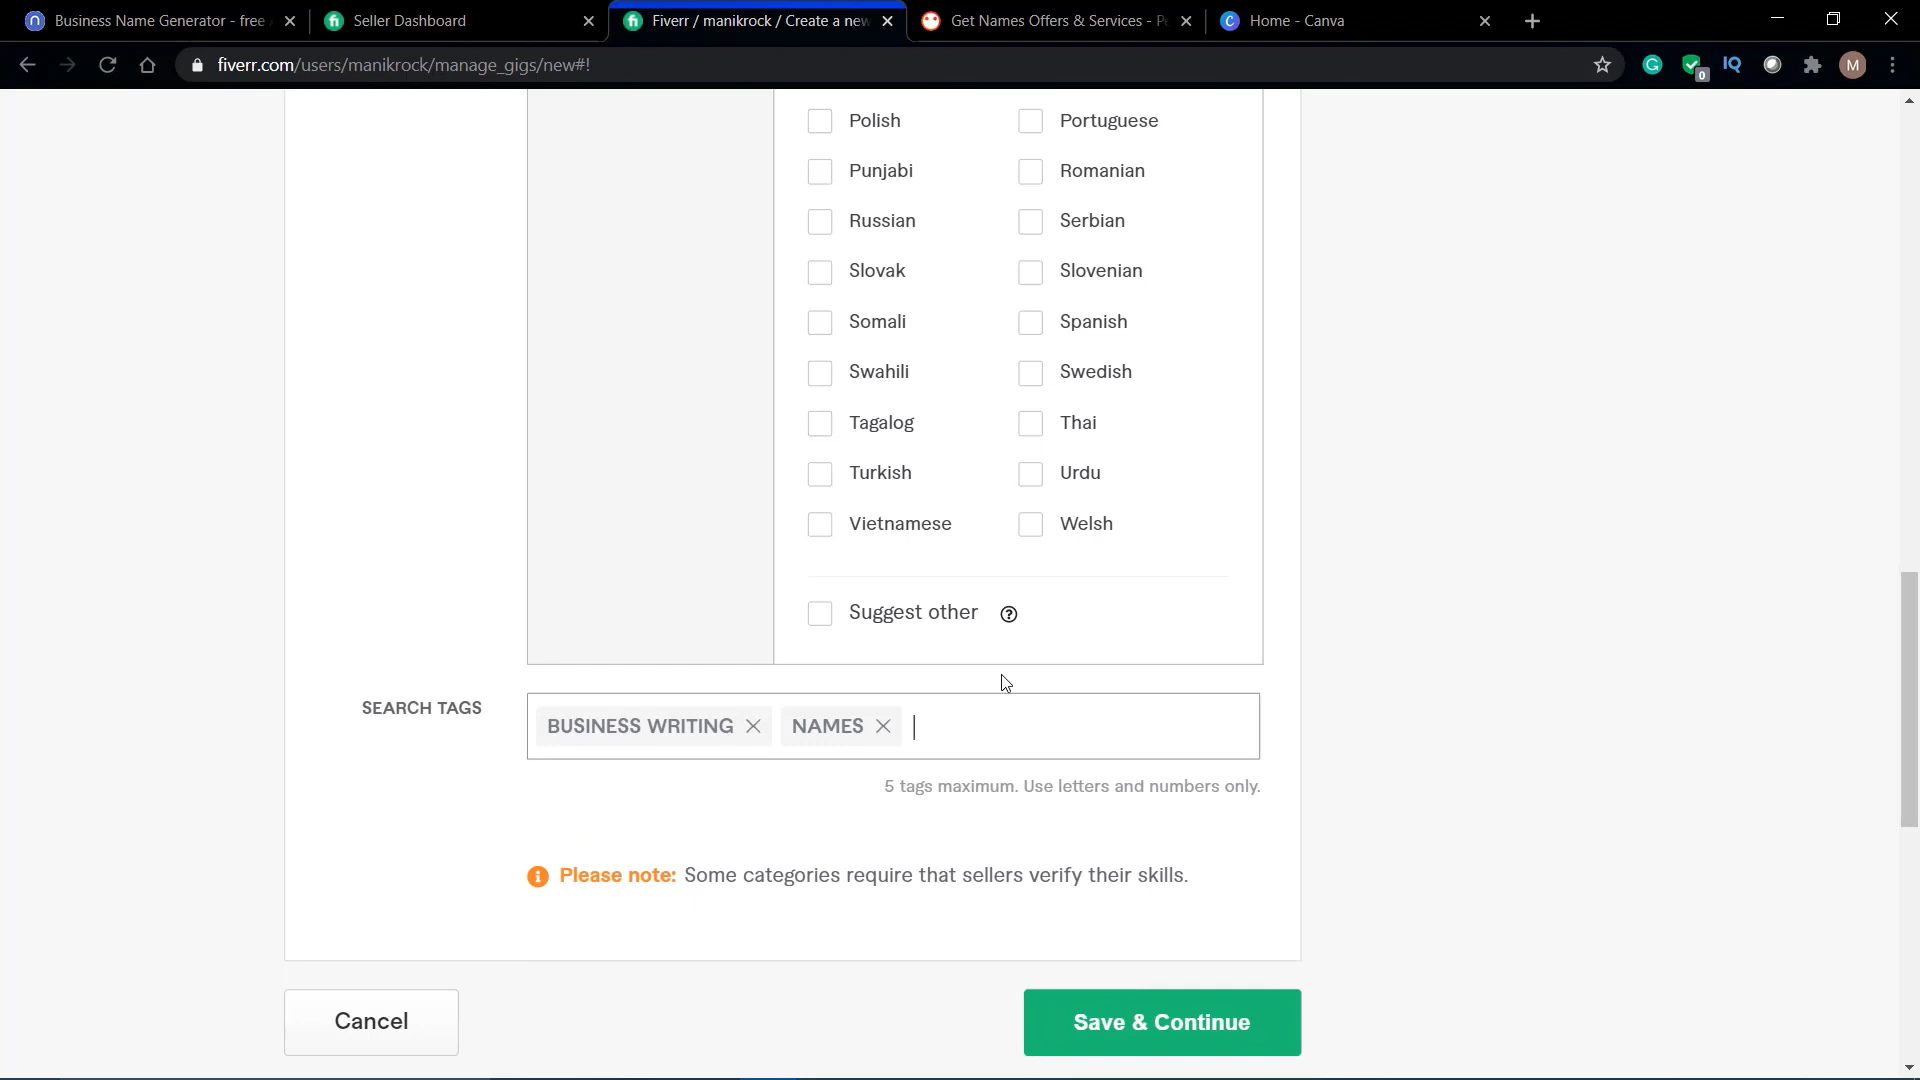 Business Name Generator - free
Seller Dashboard
Fiverr / manikrock / Create a new
Get Names Offers & Services - Pe
Home - Canva
fiverr.com/users/manikrock/manage_gigs/new#!
0
IQ
M
Polish
Portuguese
Punjabi
Romanian
Russian
Serbian
Slovak
Slovenian
Somali
Spanish
Swahili
Swedish
Tagalog
Thai
Turkish
Urdu
Vietnamese
Welsh
Suggest other
SEARCH TAGS
BUSINESS WRITING
NAMES
5 tags maximum. Use letters and numbers only.
Please note: Some categories require that sellers verify their skills.
Cancel
Save & Continue